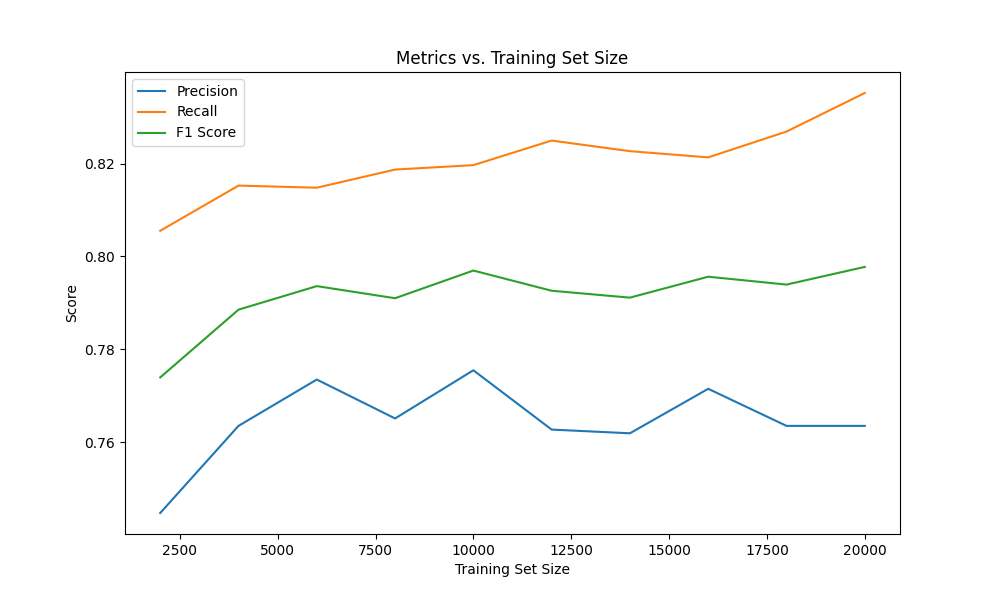 Metrics vs. Training Set Size
Precision
Recall
F1 Score
Score
0.82
0.80
0.78
0.76
2500 5000 7500 10000 12500 15000 17500 20000
Training Set Size